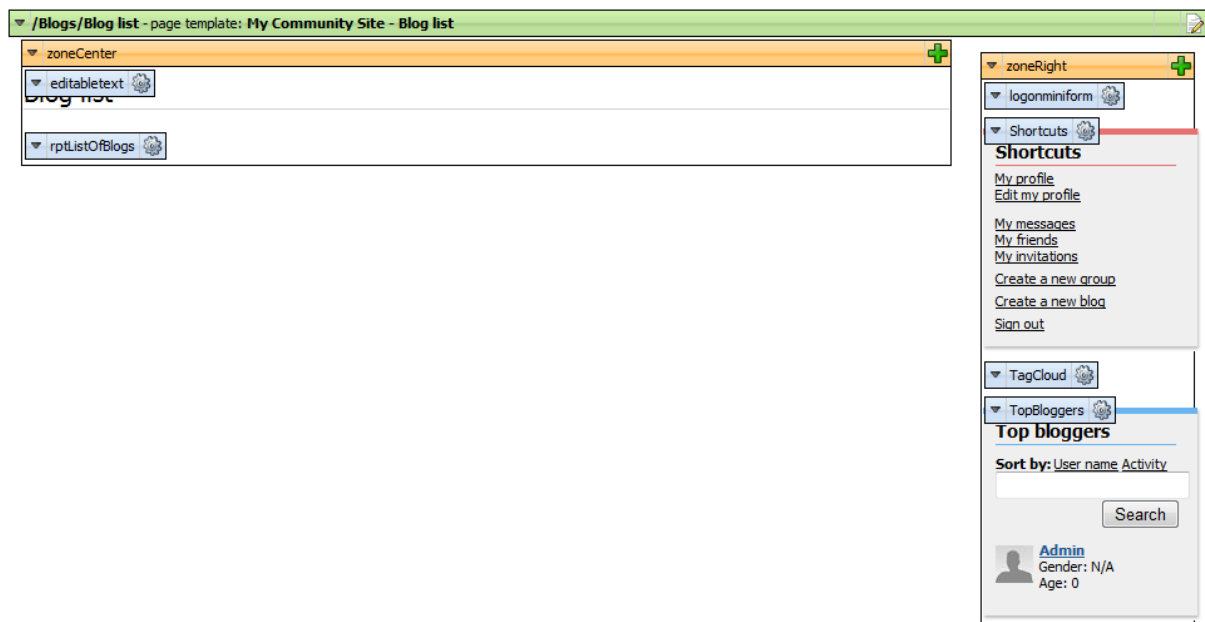 /Blogs/Blog list - page template: My Community Site - Blog list
zoneCenter
editabletext
Blog list
rptListOfBlogs
zoneRight
logonminiform
Shortcuts
Shortcuts
My profile
Edit my profile
My messages
My friends
My invitations
Create a new group
Create a new blog
Sign out
TagCloud
TopBloggers
Top bloggers
Sort by: User name Activity
Search
Admin
Gender: N/A
Age: 0